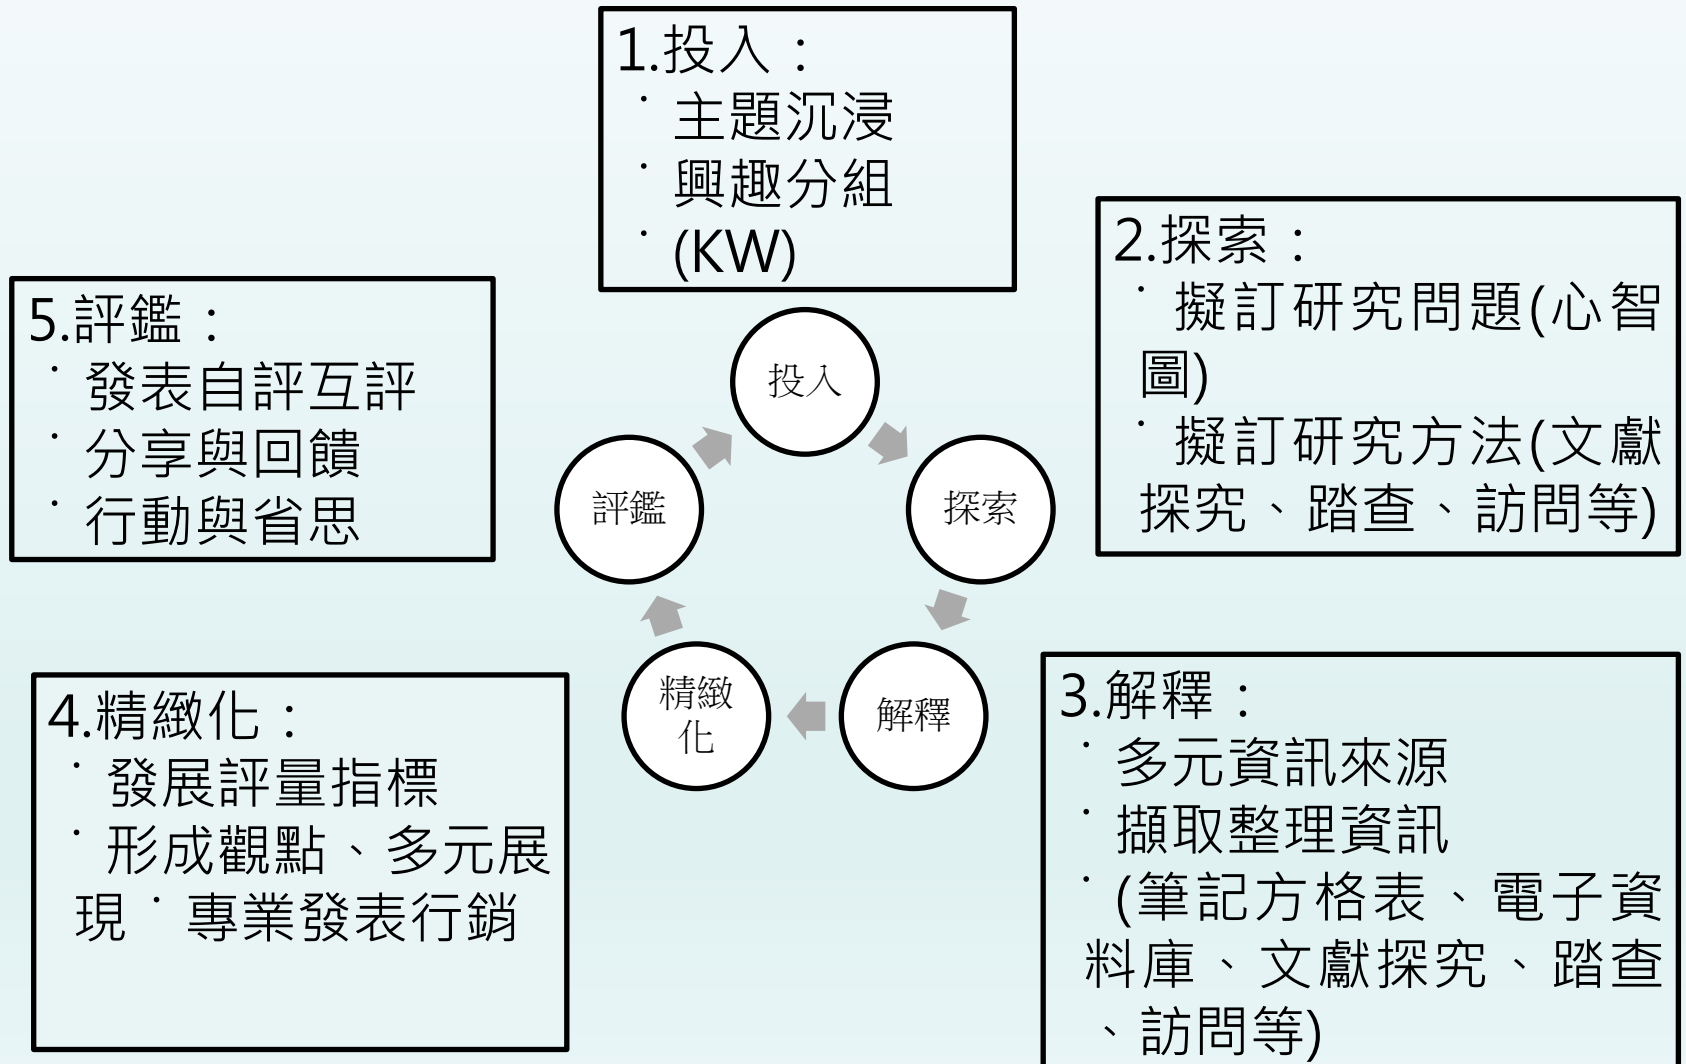 1.投入：
˙主題沉浸
˙興趣分組
˙(KW)
2.探索：
˙擬訂研究問題(心智
圖)
˙擬訂研究方法(文獻
探究、踏查、訪問等)
3.解釋：
˙多元資訊來源
˙擷取整理資訊
˙(筆記方格表、電子資
料庫、文獻探究、踏查
、訪問等)
4.精緻化：
˙發展評量指標
˙形成觀點、多元展
現˙專業發表行銷
5.評鑑：
˙發表自評互評
˙分享與回饋
˙行動與省思
投入
探索
解釋
精緻
化
評鑑